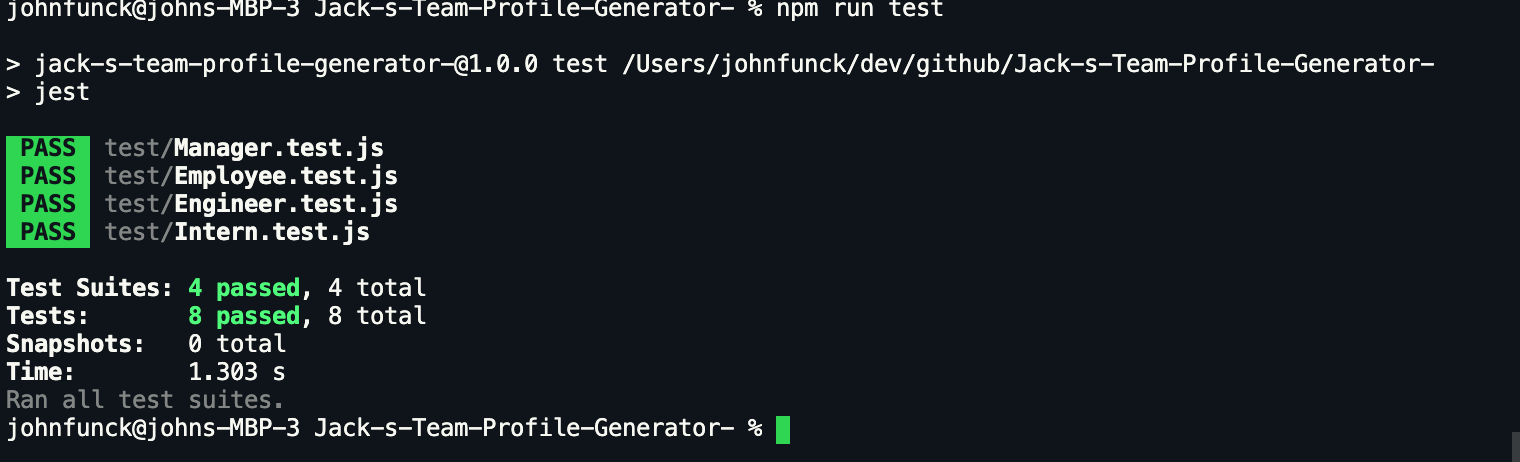 johnfunck@johns-MBP-3 Jack-s-Team-Profile-Generator- % npm run test
> jack-s-team-profile-generator-@1.0.0 test /Users/johnfunck/dev/github/Jack-s-Team-Profile-Generator-
> jest
PASS test/Manager.test.js
PASS test/Employee.test.js
PASS test/Engineer.test.js
PASS test/Intern.test.js
Test Suites: 4 passed, 4 total
Tests: 8 passed, 8 total
Snapshots: 0 total
Time: 1.303 s
Ran all test suites.
johnfunck@johns-MBP-3 Jack-s-Team-Profile-Generator- %